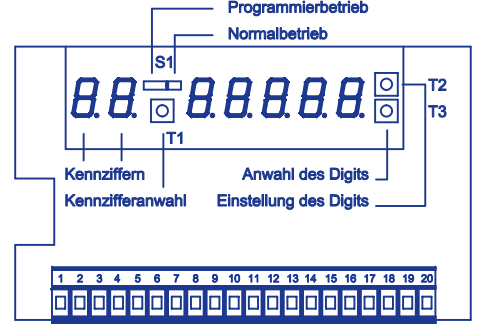 Programmierbetrieb
Normalbetrieb
S1
8.8. 8.8.8.8.8.
T2
T3
T1
Kennziffern
Anwahl des Digits
Kennzifferanwahl
Einstellung des Digits
1 2 3 4 5 6 7 8 9 10 11 12 13 14 15 16 17 18 19 20